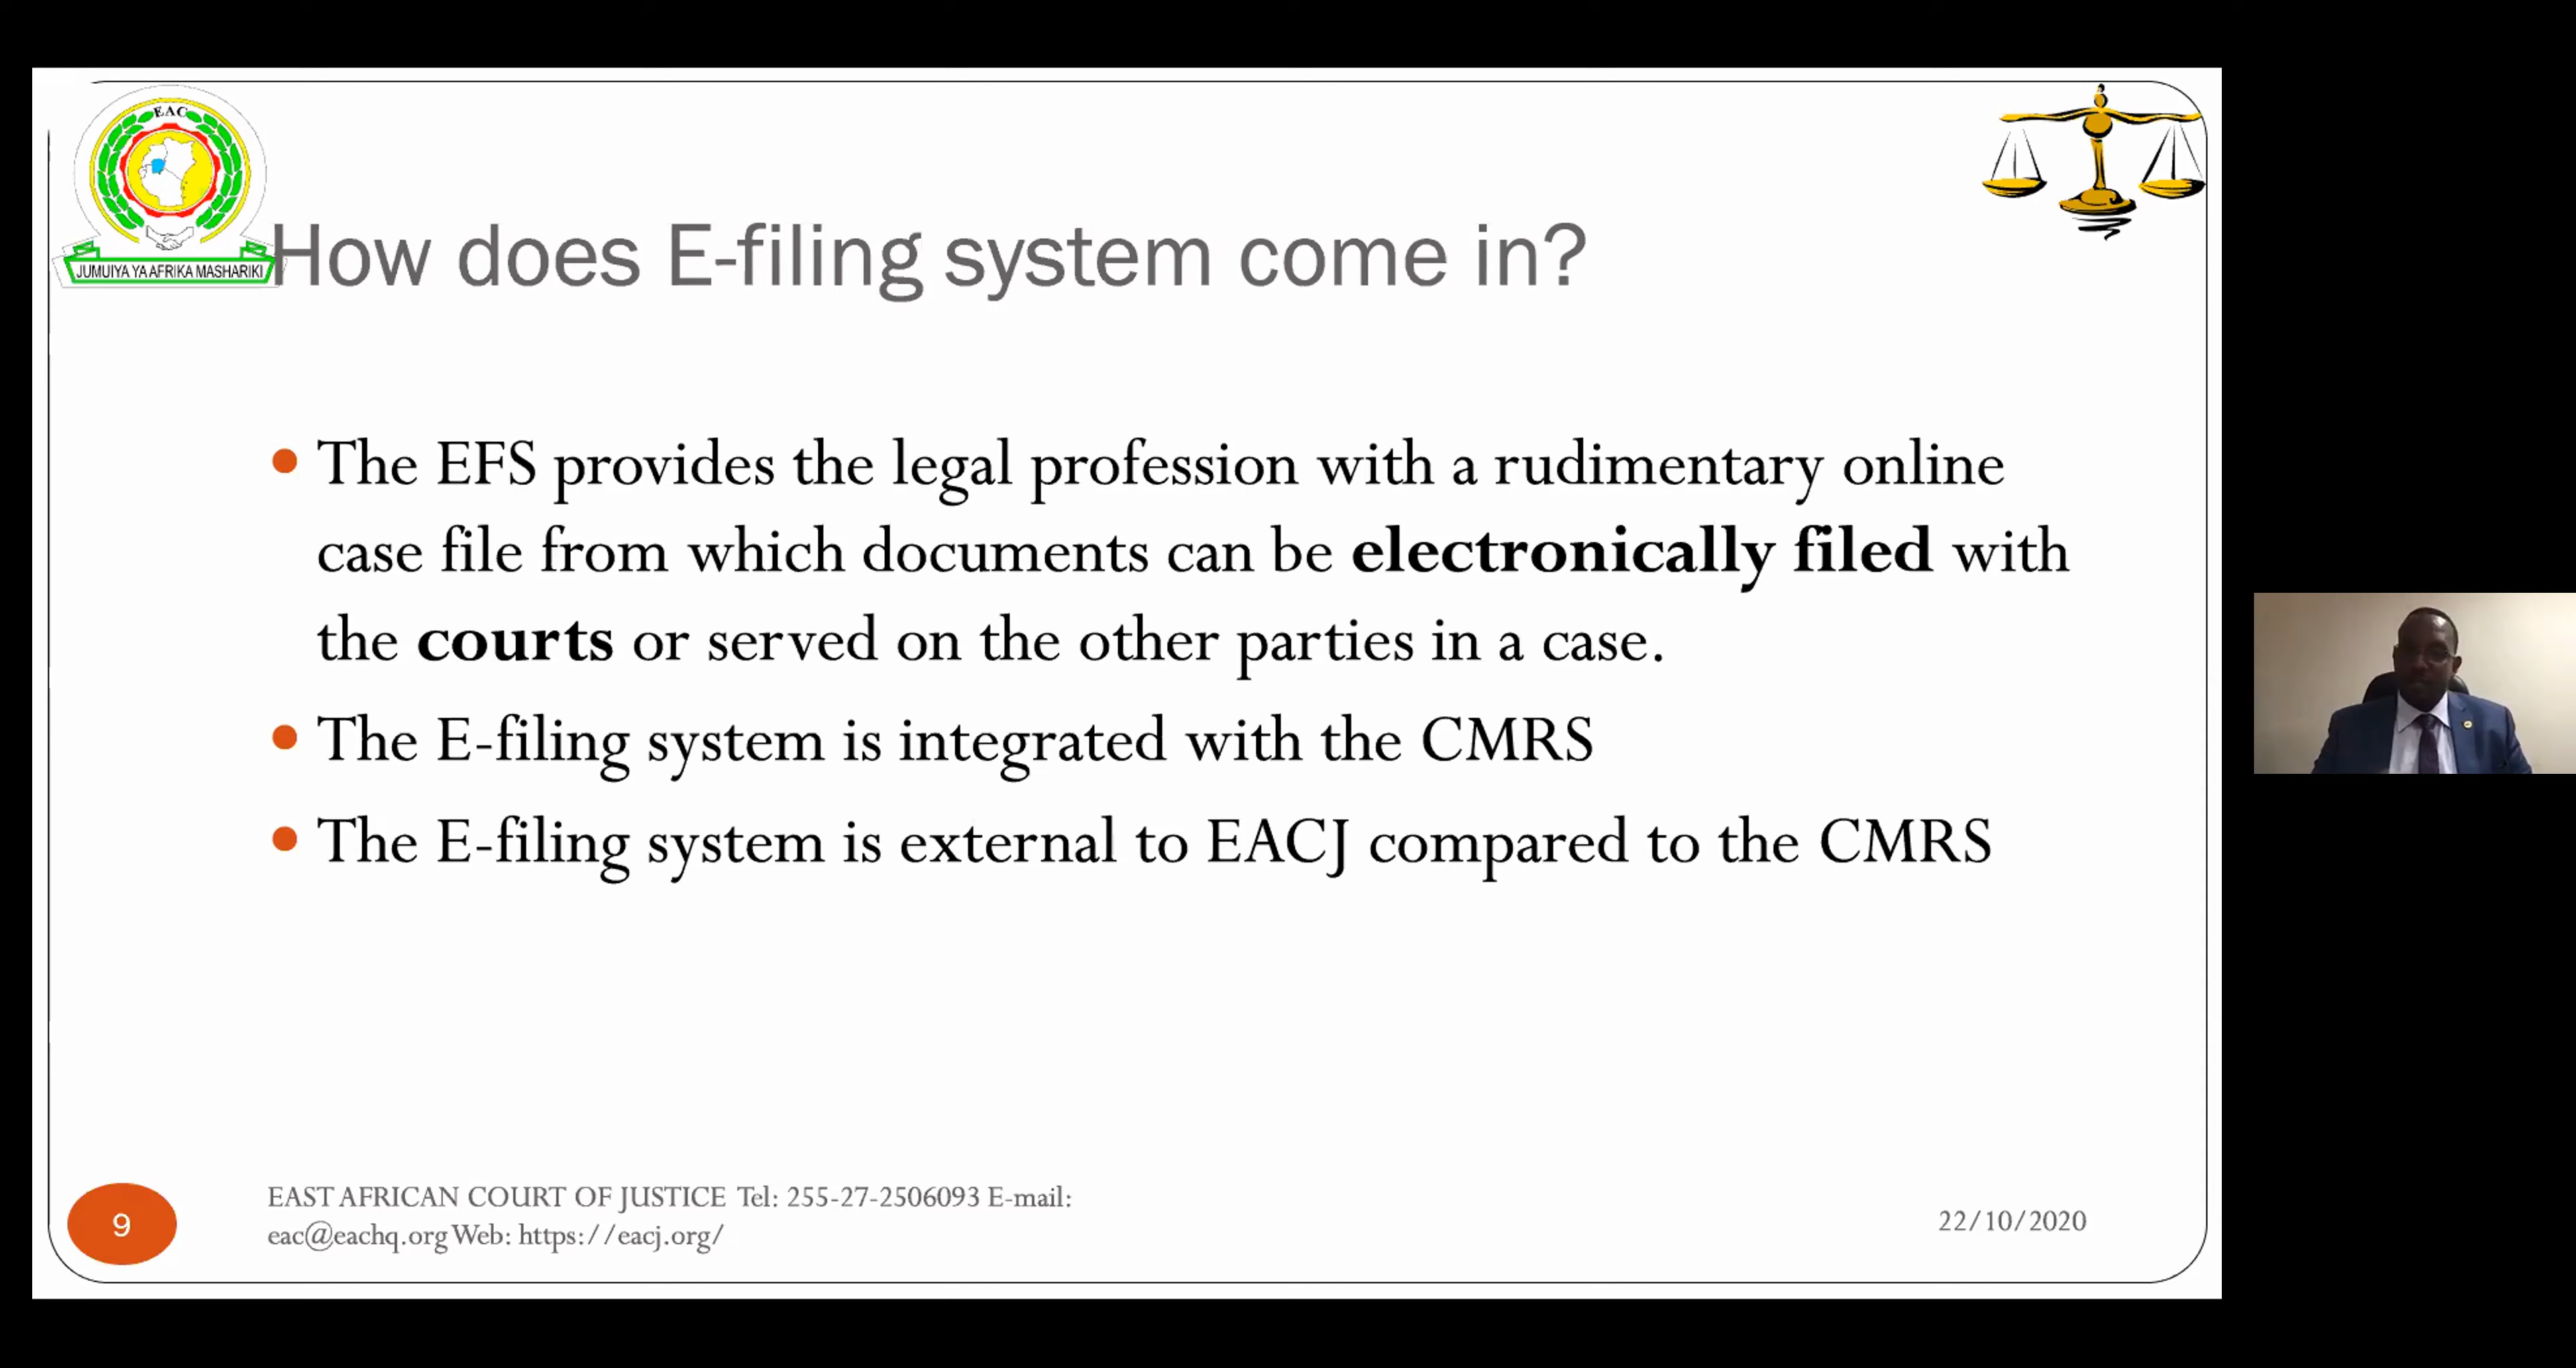 EAC
JUMUIYA YA AFRIKA MASHARIKI
How does E-filing system come in?
The EFS provides the legal profession with a rudimentary online
case file from which documents can be electronically filed with
the courts or served on the other parties in a case.
The E-filing system is integrated with the CMRS
The E-filing system is external to EACJ compared to the CMRS
9
EAST AFRICAN COURT OF JUSTICE Tel: 255-27-2506093 E-mail:
eac@eachq.org Web: https://eacj.org/
22/10/2020